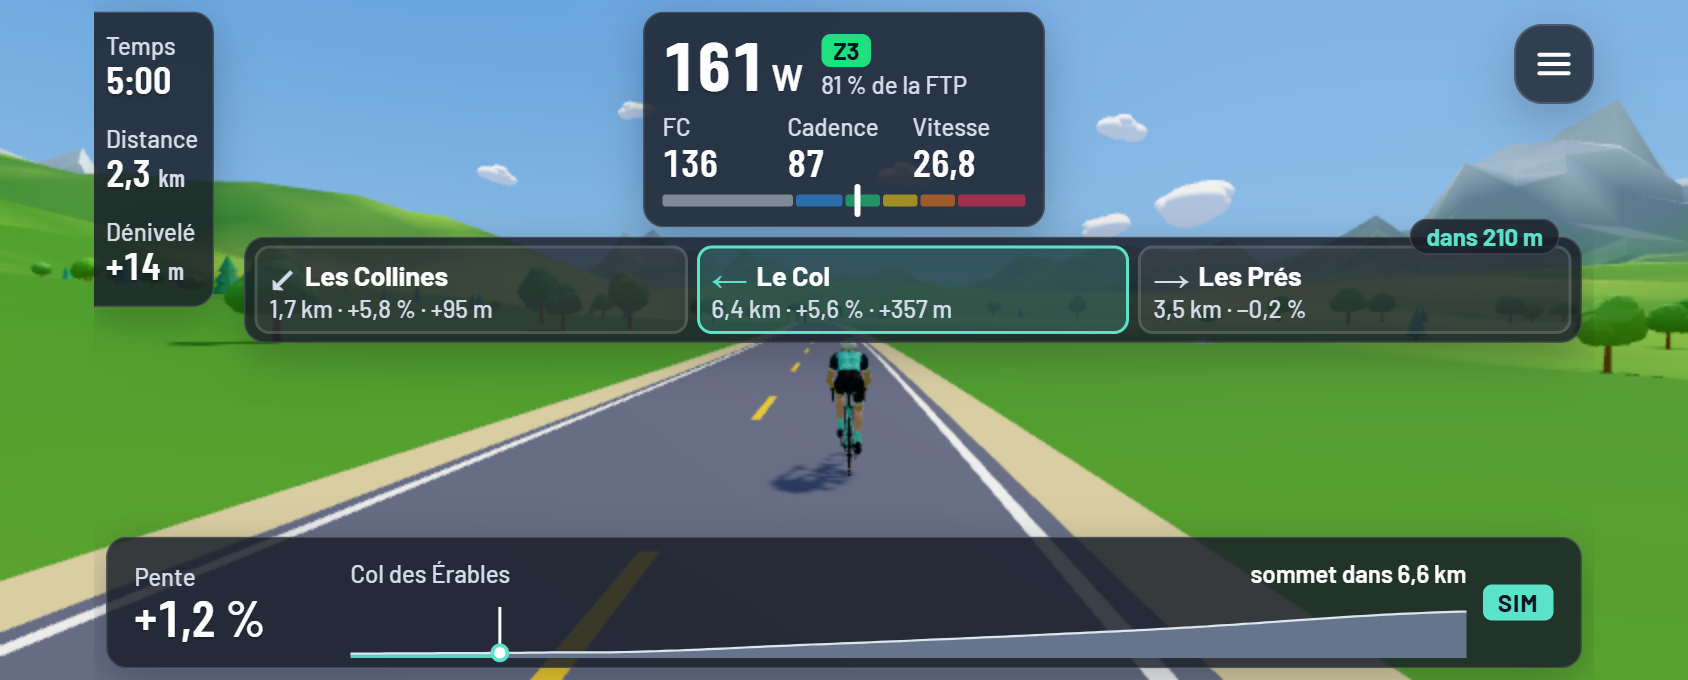 Temps
5:00
Distance
2,3 km
Dénivelé
+14 m
161 W
Z3
81 % de la FTP
FC
136
Cadence
87
Vitesse
26,8
dans 210 m
↙ Les Collines
1,7 km · +5,8 % · +95 m
← Le Col
6,4 km · +5,6 % · +357 m
→ Les Prés
3,5 km · −0,2 %
Pente
+1,2 %
Col des Érables
sommet dans 6,6 km
SIM